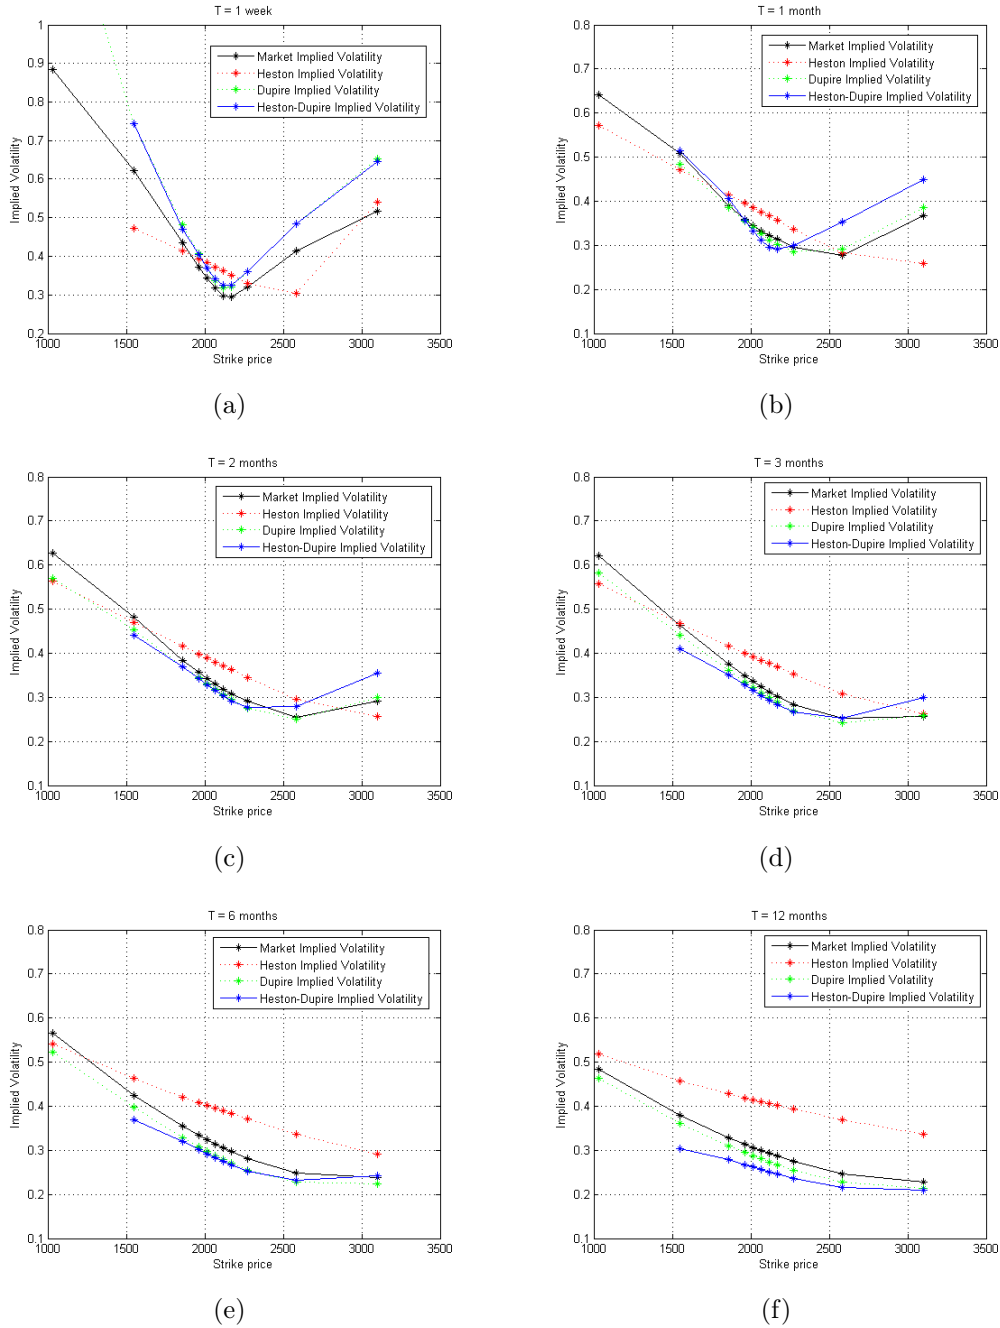 T = 1 week
1
0.9
0.8
0.7
0.6
0.5
0.4
0.3
0.2
Implied Volatility
Market Implied Volatility
Heston Implied Volatility
Dupire Implied Volatility
Heston-Dupire Implied Volatility
1000 1500 2000 2500 3000 3500
Strike price
(a)
T = 1 month
0.8
0.7
0.6
0.5
0.4
0.3
0.2
0.1
Implied Volatility
Market Implied Volatility
Heston Implied Volatility
Dupire Implied Volatility
Heston-Dupire Implied Volatility
1000 1500 2000 2500 3000 3500
Strike price
(b)
T = 2 months
0.8
0.7
0.6
0.5
0.4
0.3
0.2
0.1
Implied Volatility
Market Implied Volatility
Heston Implied Volatility
Dupire Implied Volatility
Heston-Dupire Implied Volatility
1000 1500 2000 2500 3000 3500
Strike price
(c)
T = 3 months
0.8
0.7
0.6
0.5
0.4
0.3
0.2
0.1
Implied Volatility
Market Implied Volatility
Heston Implied Volatility
Dupire Implied Volatility
Heston-Dupire Implied Volatility
1000 1500 2000 2500 3000 3500
Strike price
(d)
T = 6 months
0.8
0.7
0.6
0.5
0.4
0.3
0.2
0.1
Implied Volatility
Market Implied Volatility
Heston Implied Volatility
Dupire Implied Volatility
Heston-Dupire Implied Volatility
1000 1500 2000 2500 3000 3500
Strike price
(e)
T = 12 months
0.8
0.7
0.6
0.5
0.4
0.3
0.2
0.1
Implied Volatility
Market Implied Volatility
Heston Implied Volatility
Dupire Implied Volatility
Heston-Dupire Implied Volatility
1000 1500 2000 2500 3000 3500
Strike price
(f)